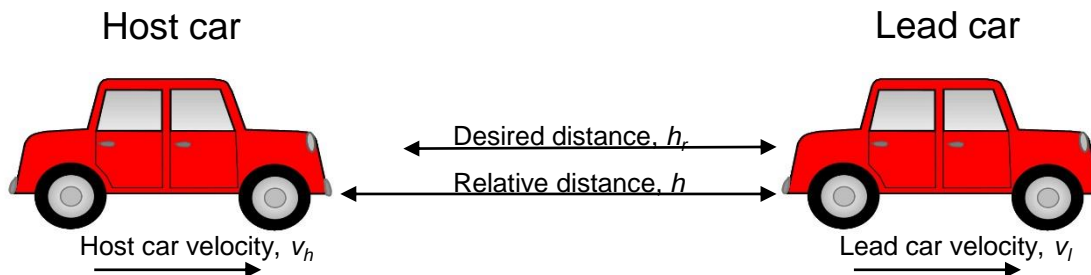 Host car
Lead car
Desired distance, hr
Relative distance, h
Host car velocity, vh
Lead car velocity, vl